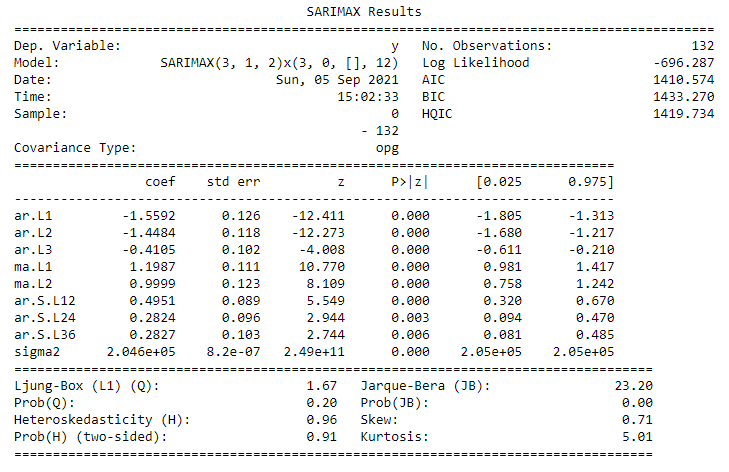 SARIMAX Results
==========================================================================================
Dep. Variable: y No. Observations: 132
Model: SARIMAX(3, 1, 2)x(3, 0, [], 12) Log Likelihood -696.287
Date: Sun, 05 Sep 2021 AIC 1410.574
Time: 15:02:33 BIC 1433.270
Sample: 0 HQIC 1419.734
- 132
Covariance Type: opg
==============================================================================
coef std err z P>|z| [0.025 0.975]
------------------------------------------------------------------------------
ar.L1 -1.5592 0.126 -12.411 0.000 -1.805 -1.313
ar.L2 -1.4484 0.118 -12.273 0.000 -1.680 -1.217
ar.L3 -0.4105 0.102 -4.008 0.000 -0.611 -0.210
ma.L1 1.1987 0.111 10.770 0.000 0.981 1.417
ma.L2 0.9999 0.123 8.109 0.000 0.758 1.242
ar.S.L12 0.4951 0.089 5.549 0.000 0.320 0.670
ar.S.L24 0.2824 0.096 2.944 0.003 0.094 0.470
ar.S.L36 0.2827 0.103 2.744 0.006 0.081 0.485
sigma2 2.046e+05 8.2e-07 2.49e+11 0.000 2.05e+05 2.05e+05
===================================================================================
Ljung-Box (L1) (Q): 1.67 Jarque-Bera (JB): 23.20
Prob(Q): 0.20 Prob(JB): 0.00
Heteroskedasticity (H): 0.96 Skew: 0.71
Prob(H) (two-sided): 0.91 Kurtosis: 5.01
===================================================================================